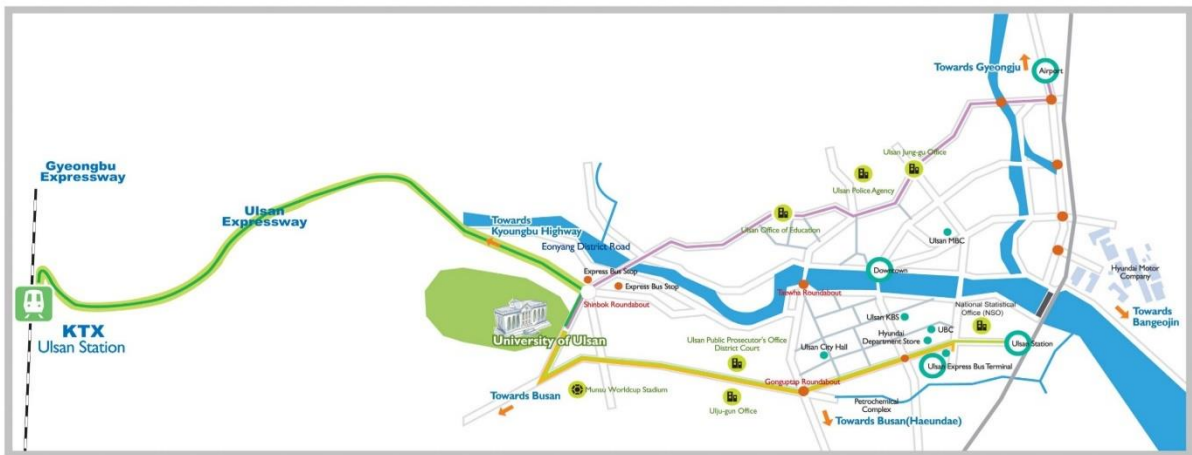 Gyeongbu
Expressway
Ulsan
Expressway
KTX
Ulsan Station
Towards
Kyoungbu Highway
Eonyang District Road
Express Bus Stop
Express Bus Stop
Shinbok Roundabout
University of Ulsan
Towards Busan
Munsu Worldcup Stadium
Ulsan Public Prosecutor's Office
District Court
Ulju-gun Office
Gonguptap Roundabout
Towards Busan(Haeundae)
Petrochemical
Complex
Ulsan City Hall
Ulsan KBS
Hyundai
Department Store
UBC
Ulsan Express Bus Terminal
National Statistical
Office (NSO)
Ulsan Station
Taewha Roundabout
Downtown
Ulsan MBC
Ulsan Office of Education
Ulsan Police Agency
Ulsan Jung-gu Office
Towards Gyeongju
Airport
Hyundai Motor
Company
Towards
Bangeojin